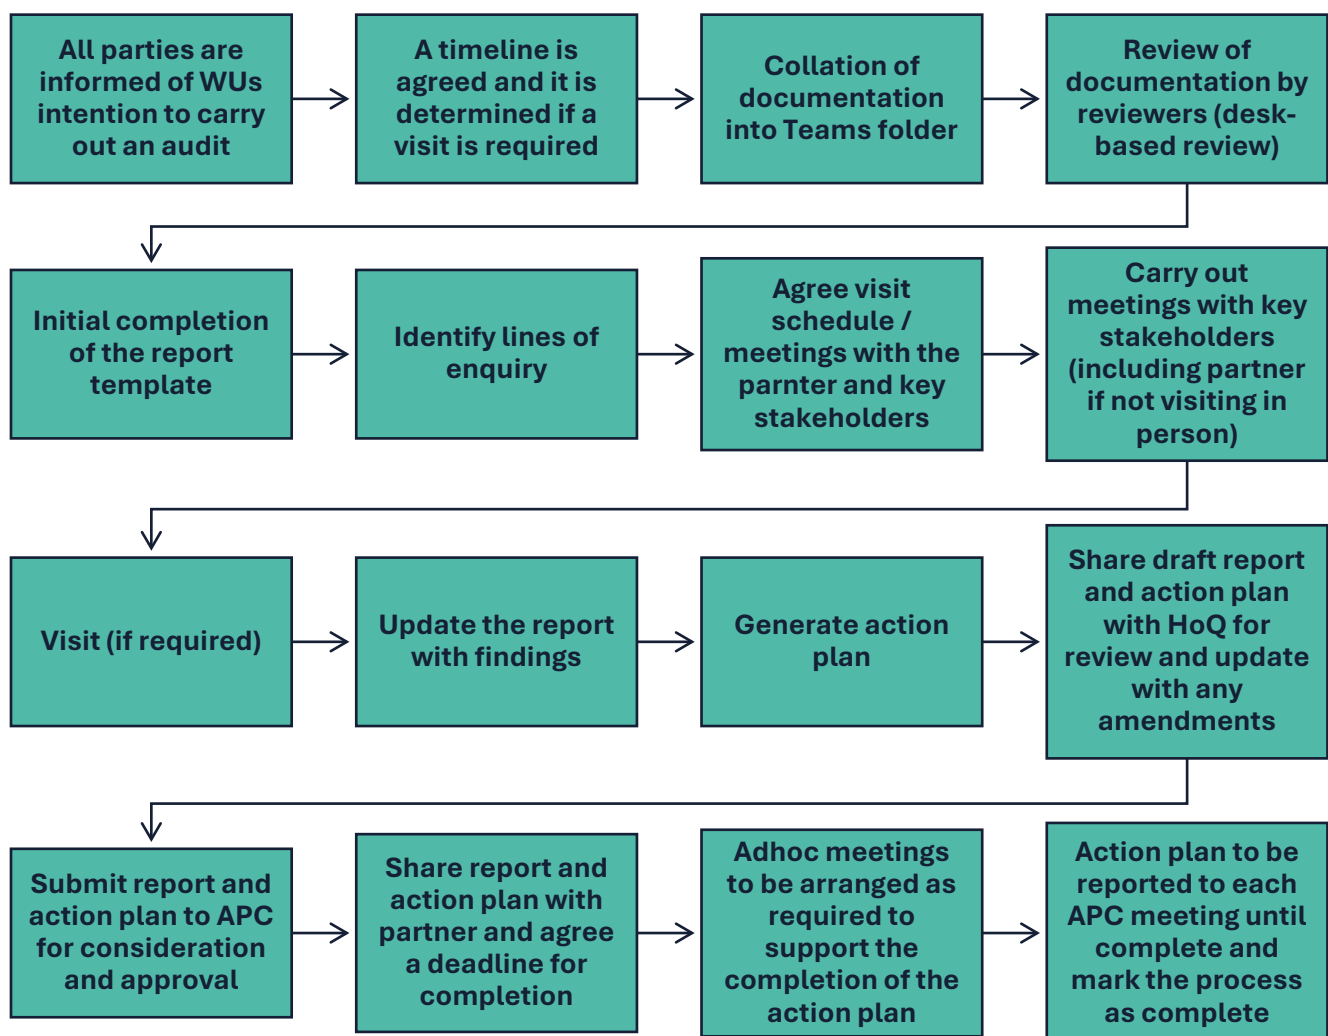 All parties are
informed of WUs
intention to carry
out an audit
A timeline is
agreed and it is
determined if a
visit is required
Collation of
documentation
into Teams folder
Review of
documentation by
reviewers (desk-
based review)
Initial completion
of the report
template
Identify lines of
enquiry
Agree visit
schedule /
meetings with the
parnter and key
stakeholders
Carry out
meetings with key
stakeholders
(including partner
if not visiting in
person)
Visit (if required)
Update the report
with findings
Generate action
plan
Share draft report
and action plan
with HoQ for
review and update
with any
amendments
Submit report and
action plan to APC
for consideration
and approval
Share report and
action plan with
partner and agree
a deadline for
completion
Adhoc meetings
to be arranged as
required to
support the
completion of the
action plan
Action plan to be
reported to each
APC meeting until
complete and
mark the process
as complete